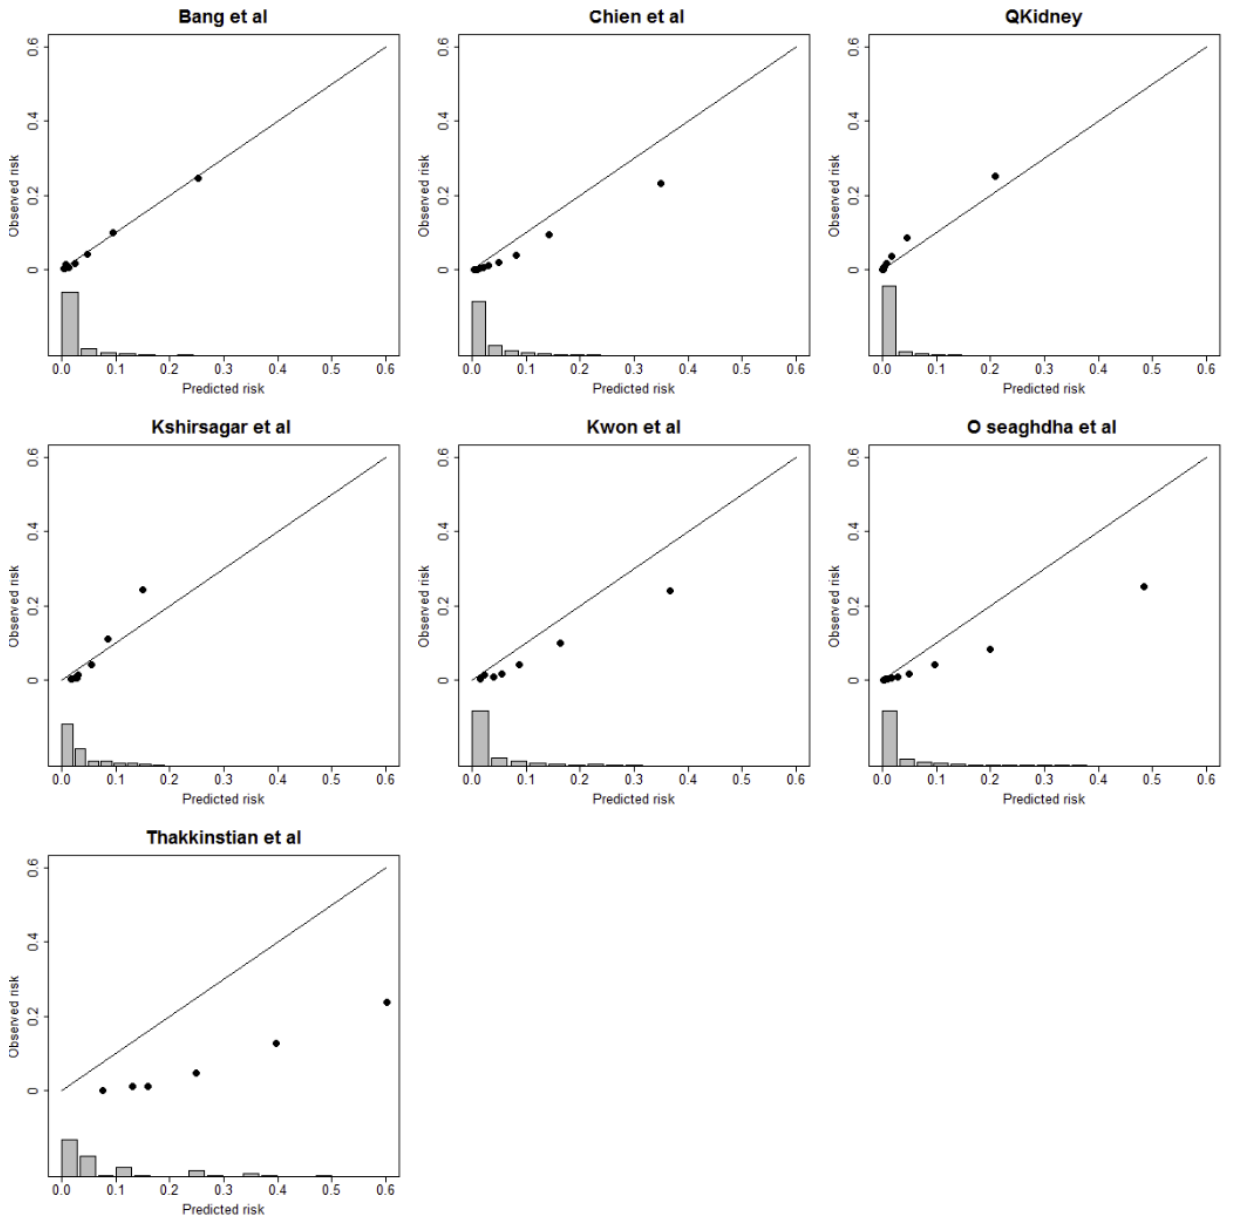 Bang et al
0.6
0.4
0.2
0
Observed risk
0.0 0.1 0.2 0.3 0.4 0.5 0.6
Predicted risk
Chien et al
0.6
0.4
0.2
0
Observed risk
0.0 0.1 0.2 0.3 0.4 0.5 0.6
Predicted risk
QKidney
0.6
0.4
0.2
0
Observed risk
0.0 0.1 0.2 0.3 0.4 0.5 0.6
Predicted risk
Kshirsagar et al
0.6
0.4
0.2
0
Observed risk
0.0 0.1 0.2 0.3 0.4 0.5 0.6
Predicted risk
Kwon et al
0.6
0.4
0.2
0
Observed risk
0.0 0.1 0.2 0.3 0.4 0.5 0.6
Predicted risk
O seaghdha et al
0.6
0.4
0.2
0
Observed risk
0.0 0.1 0.2 0.3 0.4 0.5 0.6
Predicted risk
Thakkinstian et al
0.6
0.4
0.2
0
Observed risk
0.0 0.1 0.2 0.3 0.4 0.5 0.6
Predicted risk